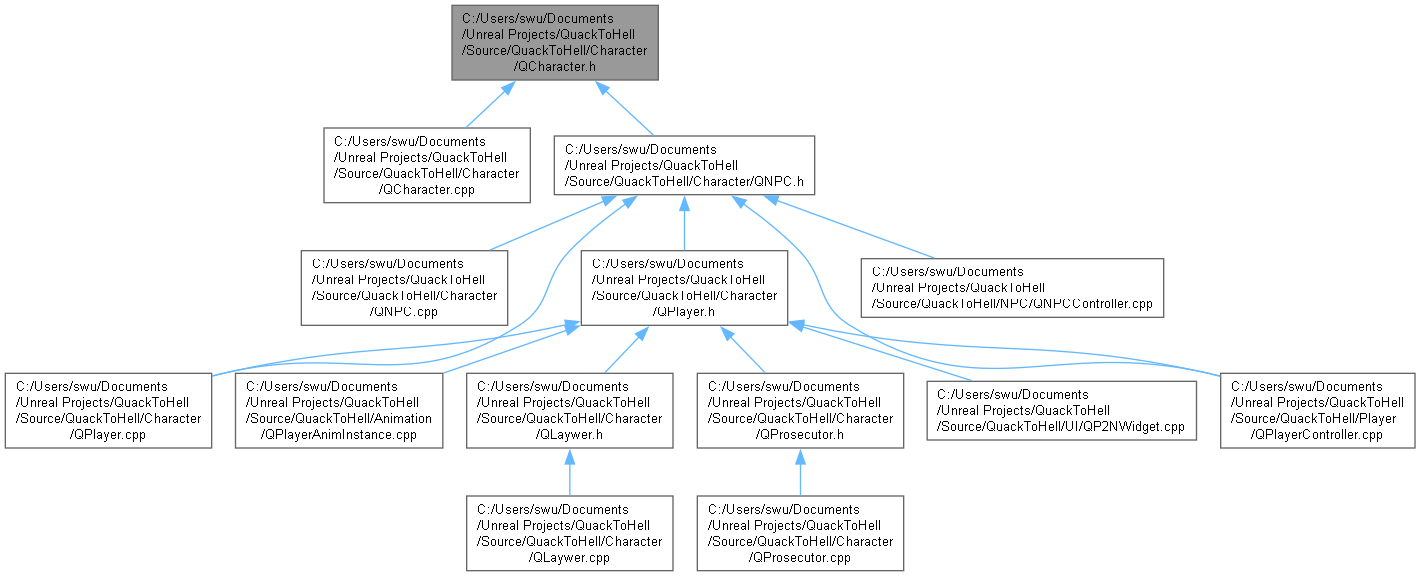 C:/Users/swu/Documents
/Unreal Projects/QuackToHell
/Source/QuackToHell/Character
/QCharacter.h
C:/Users/swu/Documents
/Unreal Projects/QuackToHell
/Source/QuackToHell/Character
/QCharacter.cpp
C:/Users/swu/Documents
/Unreal Projects/QuackToHell
/Source/QuackToHell/Character/QNPC.h
C:/Users/swu/Documents
/Unreal Projects/QuackToHell
/Source/QuackToHell/Character
/QNPC.cpp
C:/Users/swu/Documents
/Unreal Projects/QuackToHell
/Source/QuackToHell/Character
/QPlayer.h
C:/Users/swu/Documents
/Unreal Projects/QuackToHell
/Source/QuackToHell/NPC/QNPCController.cpp
C:/Users/swu/Documents
/Unreal Projects/QuackToHell
/Source/QuackToHell/Character
/QPlayer.cpp
C:/Users/swu/Documents
/Unreal Projects/QuackToHell
/Source/QuackToHell/Animation
/QPlayerAnimInstance.cpp
C:/Users/swu/Documents
/Unreal Projects/QuackToHell
/Source/QuackToHell/Character
/QLaywer.h
C:/Users/swu/Documents
/Unreal Projects/QuackToHell
/Source/QuackToHell/Character
/QProsecutor.h
C:/Users/swu/Documents
/Unreal Projects/QuackToHell
/Source/QuackToHell/UI/QP2NWidget.cpp
C:/Users/swu/Documents
/Unreal Projects/QuackToHell
/Source/QuackToHell/Player
/QPlayerController.cpp
C:/Users/swu/Documents
/Unreal Projects/QuackToHell
/Source/QuackToHell/Character
/QLaywer.cpp
C:/Users/swu/Documents
/Unreal Projects/QuackToHell
/Source/QuackToHell/Character
/QProsecutor.cpp